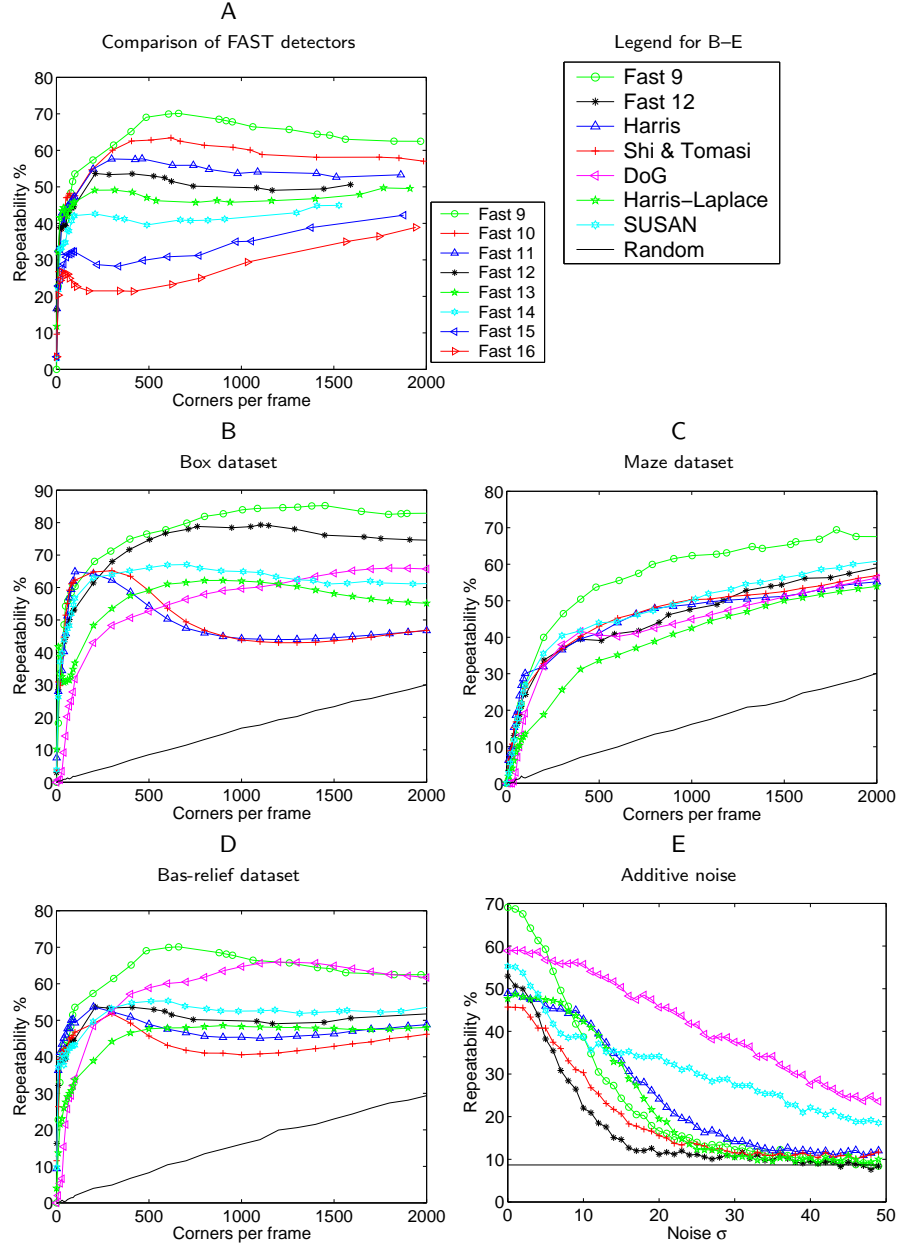 A
Comparison of FAST detectors
80
70
60
50
40
30
20
10
0
Repeatability %
0 500 1000 1500 2000
Corners per frame
Fast 9
Fast 10
Fast 11
Fast 12
Fast 13
Fast 14
Fast 15
Fast 16
Legend for B–E
Fast 9
Fast 12
Harris
Shi & Tomasi
DoG
Harris–Laplace
SUSAN
Random
B
Box dataset
90
80
70
60
50
40
30
20
10
0
Repeatability %
0 500 1000 1500 2000
Corners per frame
C
Maze dataset
80
70
60
50
40
30
20
10
0
Repeatability %
0 500 1000 1500 2000
Corners per frame
D
Bas-relief dataset
80
70
60
50
40
30
20
10
0
Repeatability %
0 500 1000 1500 2000
Corners per frame
E
Additive noise
70
60
50
40
30
20
10
0
Repeatability %
0 10 20 30 40 50
Noise σ